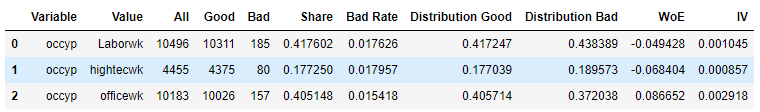 Variable Value All Good Bad Share Bad Rate Distribution Good Distribution Bad WoE IV
0 occyp Laborwk 10496 10311 185 0.417602 0.017626 0.417247 0.438389 -0.049428 0.001045
1 occyp hightecwk 4455 4375 80 0.177250 0.017957 0.177039 0.189573 -0.068404 0.000857
2 occyp officewk 10183 10026 157 0.405148 0.015418 0.405714 0.372038 0.086652 0.002918